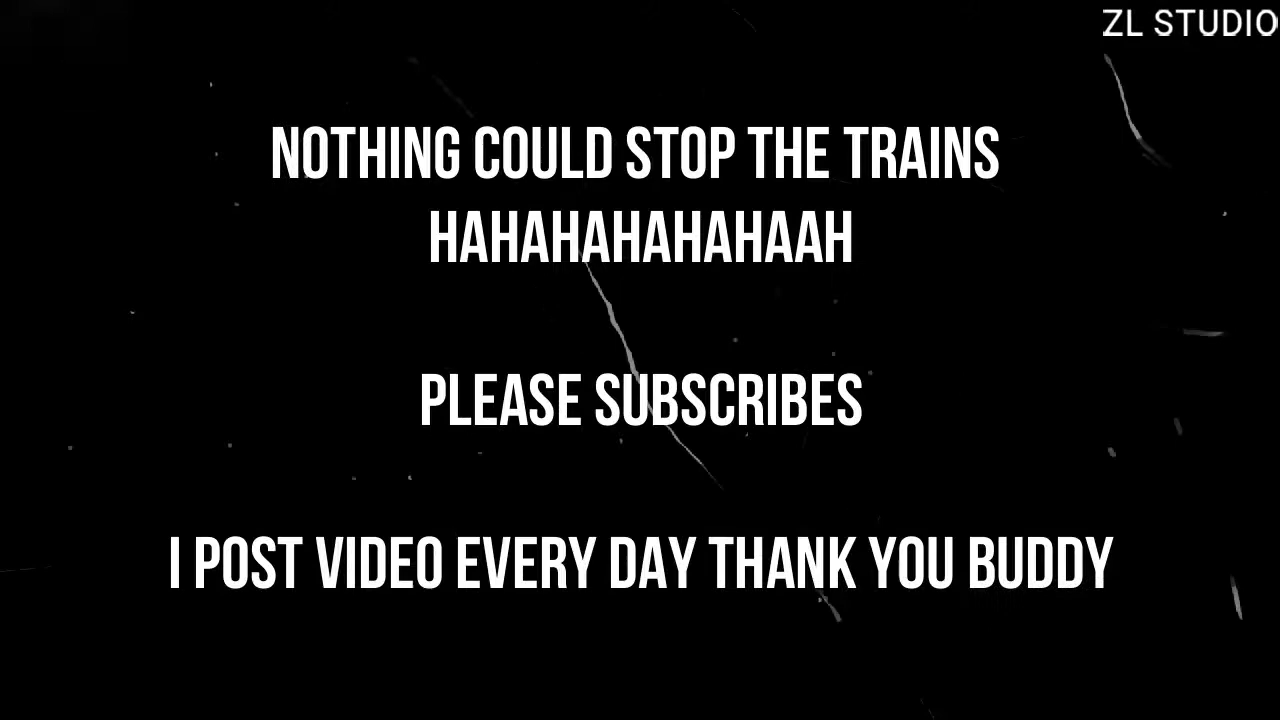 ZL STUDIO
NOTHING COULD STOP THE TRAINS
HAHAHAHAHAHAAH
PLEASE SUBSCRIBES
I POST VIDEO EVERY DAY THANK YOU BUDDY